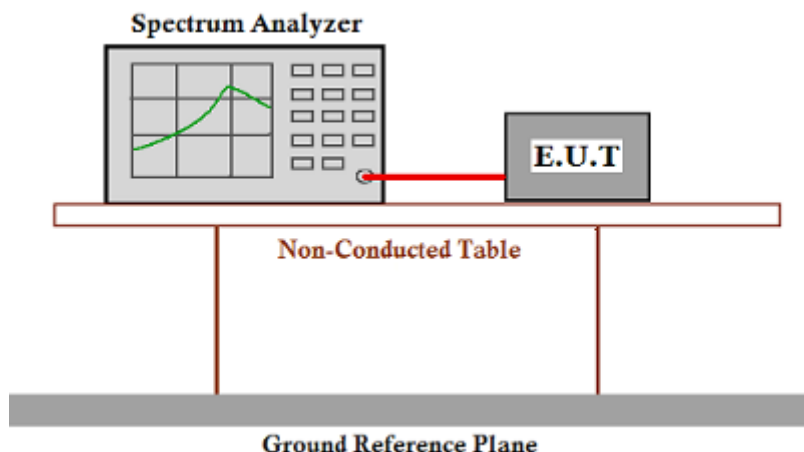 Spectrum Analyzer
E.U.T
Non-Conducted Table
Ground Reference Plane